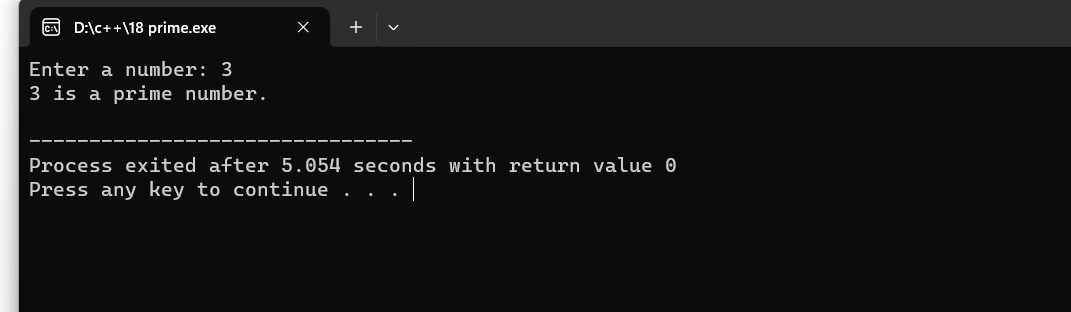 D:\c++\18 prime.exe
Enter a number: 3
3 is a prime number.
--------------------------------
Process exited after 5.054 seconds with return value 0
Press any key to continue . . .